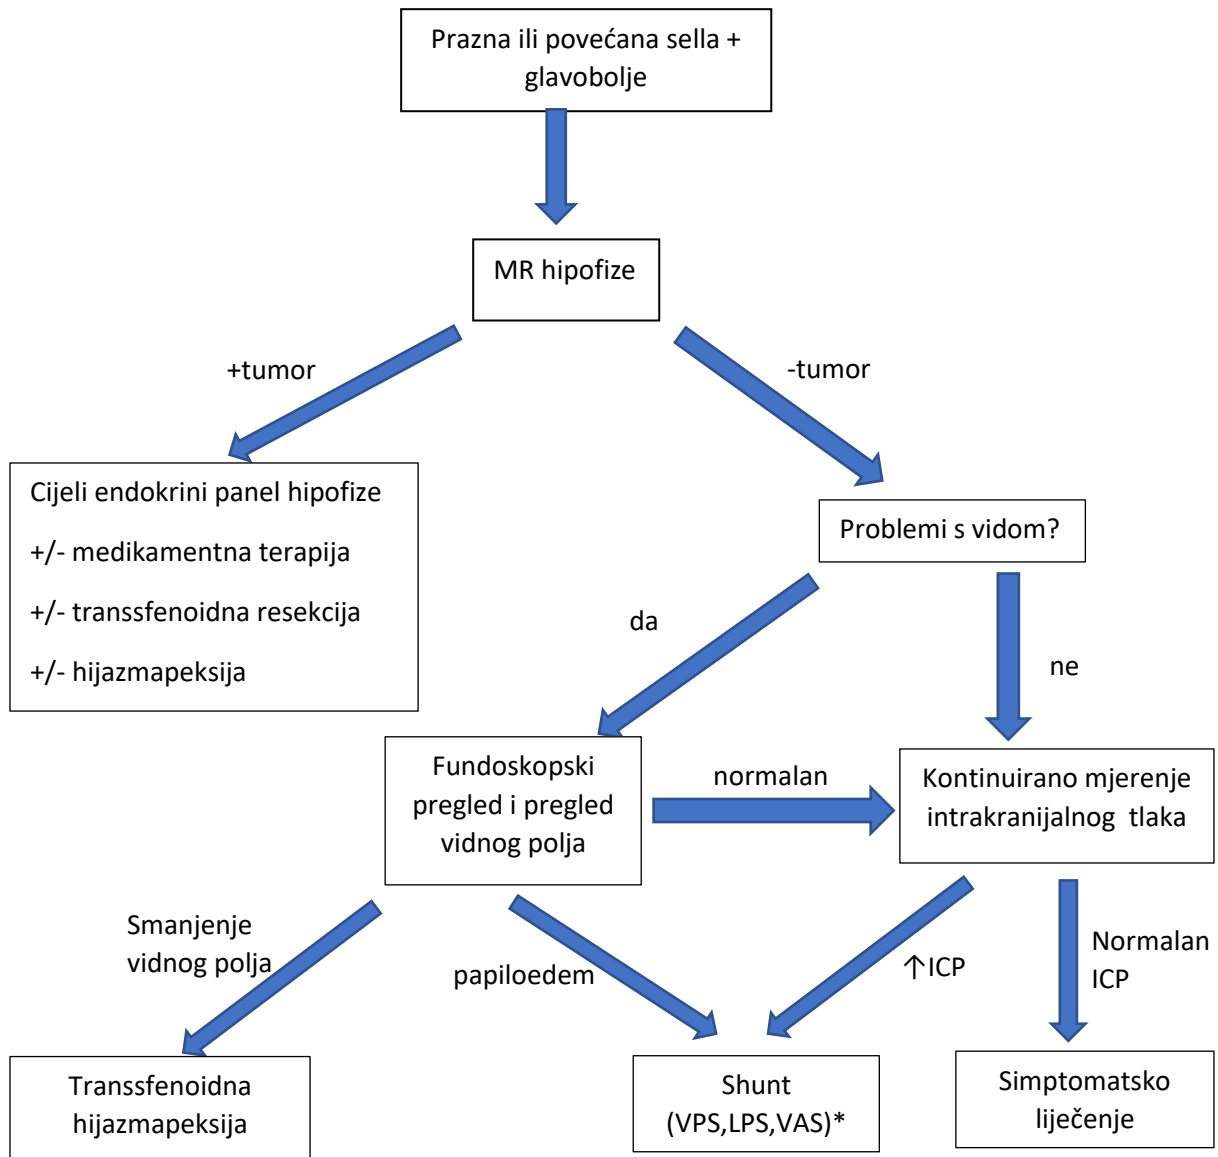 Prazna ili povećana sella +
glavobolje
MR hipofize
+tumor
-tumor
Cijeli endokrini panel hipofize
+/- medikamentna terapija
+/- transsfenoidna resekcija
+/- hijazmapeksija
Problemi s vidom?
da
ne
Fundoskopski
pregled i pregled
vidnog polja
normalan
Kontinuirano mjerenje
intrakranijalnog tlaka
Smanjenje
vidnog polja
papiloedem
↑ICP
Normalan
ICP
Transsfenoidna
hijazmapeksija
Shunt
(VPS,LPS,VAS)*
Simptomatsko
liječenje